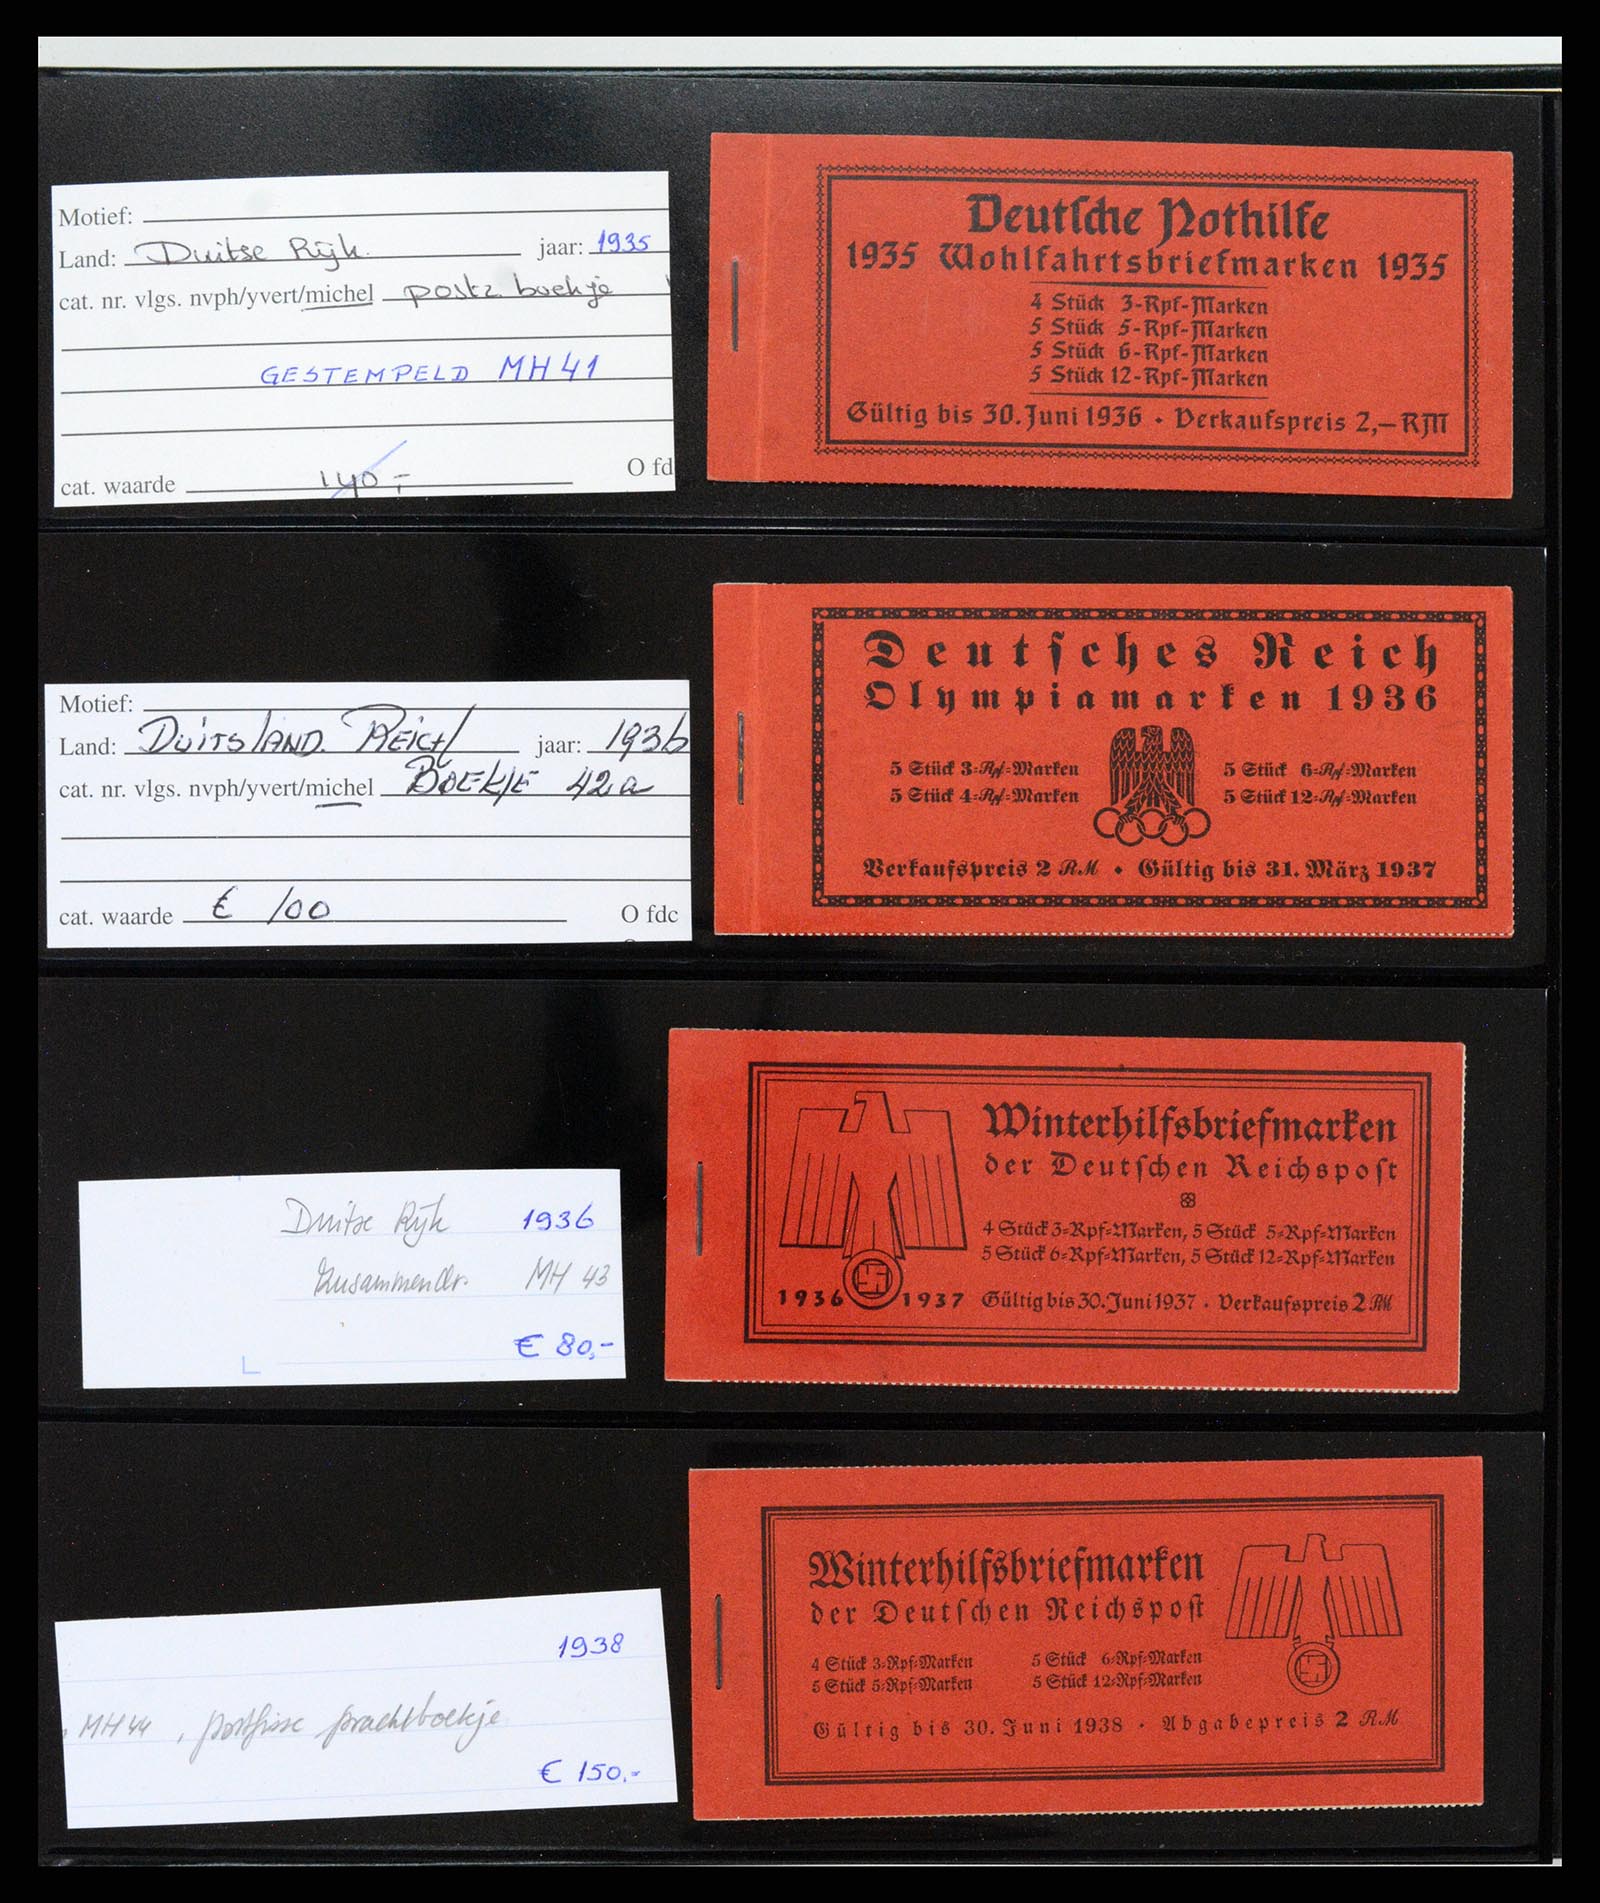 Motief:
Land: Duitse Rijk. jaar: 1935
cat. nr. vlgs. nvph/yvert/michel postz. boekje
GESTEMPELD MH 41
cat. waarde 140,-
O fd
Deutsche Nothilfe
1935 Wohlfahrtsbriefmarken 1935
4 Stück 3-Rpf-Marken
5 Stück 5-Rpf-Marken
5 Stück 6-Rpf-Marken
5 Stück 12-Rpf-Marken
Gültig bis 30. Juni 1936 · Verkaufspreis 2,– RM
Motief:
Land: DUITSLAND. REICH jaar: 1936
cat. nr. vlgs. nvph/yvert/michel BOEKJE 42a
cat. waarde € 100
O fdc
Deutsches Reich
Olympiamarken 1936
5 Stück 3=Rpf=Marken 5 Stück 6=Rpf=Marken
5 Stück 4=Rpf=Marken 5 Stück 12=Rpf=Marken
Verkaufspreis 2 RM • Gültig bis 31. März 1937
Duitse Rijk 1936
Zusammendr. MH 43
€ 80,-
Winterhilfsbriefmarken
der Deutschen Reichspost
4 Stück 3=Rpf=Marken, 5 Stück 5=Rpf=Marken
5 Stück 6=Rpf=Marken, 5 Stück 12=Rpf=Marken
1936 1937 Gültig bis 30. Juni 1937 · Verkaufspreis 2 RM
1938
MH 44, postfrisse prachtboekje
€ 150,-
Winterhilfsbriefmarken
der Deutschen Reichspost
4 Stück 3=Rpf=Marken 5 Stück 6=Rpf=Marken
5 Stück 5=Rpf=Marken 5 Stück 12=Rpf=Marken
Gültig bis 30. Juni 1938 · Abgabepreis 2 RM